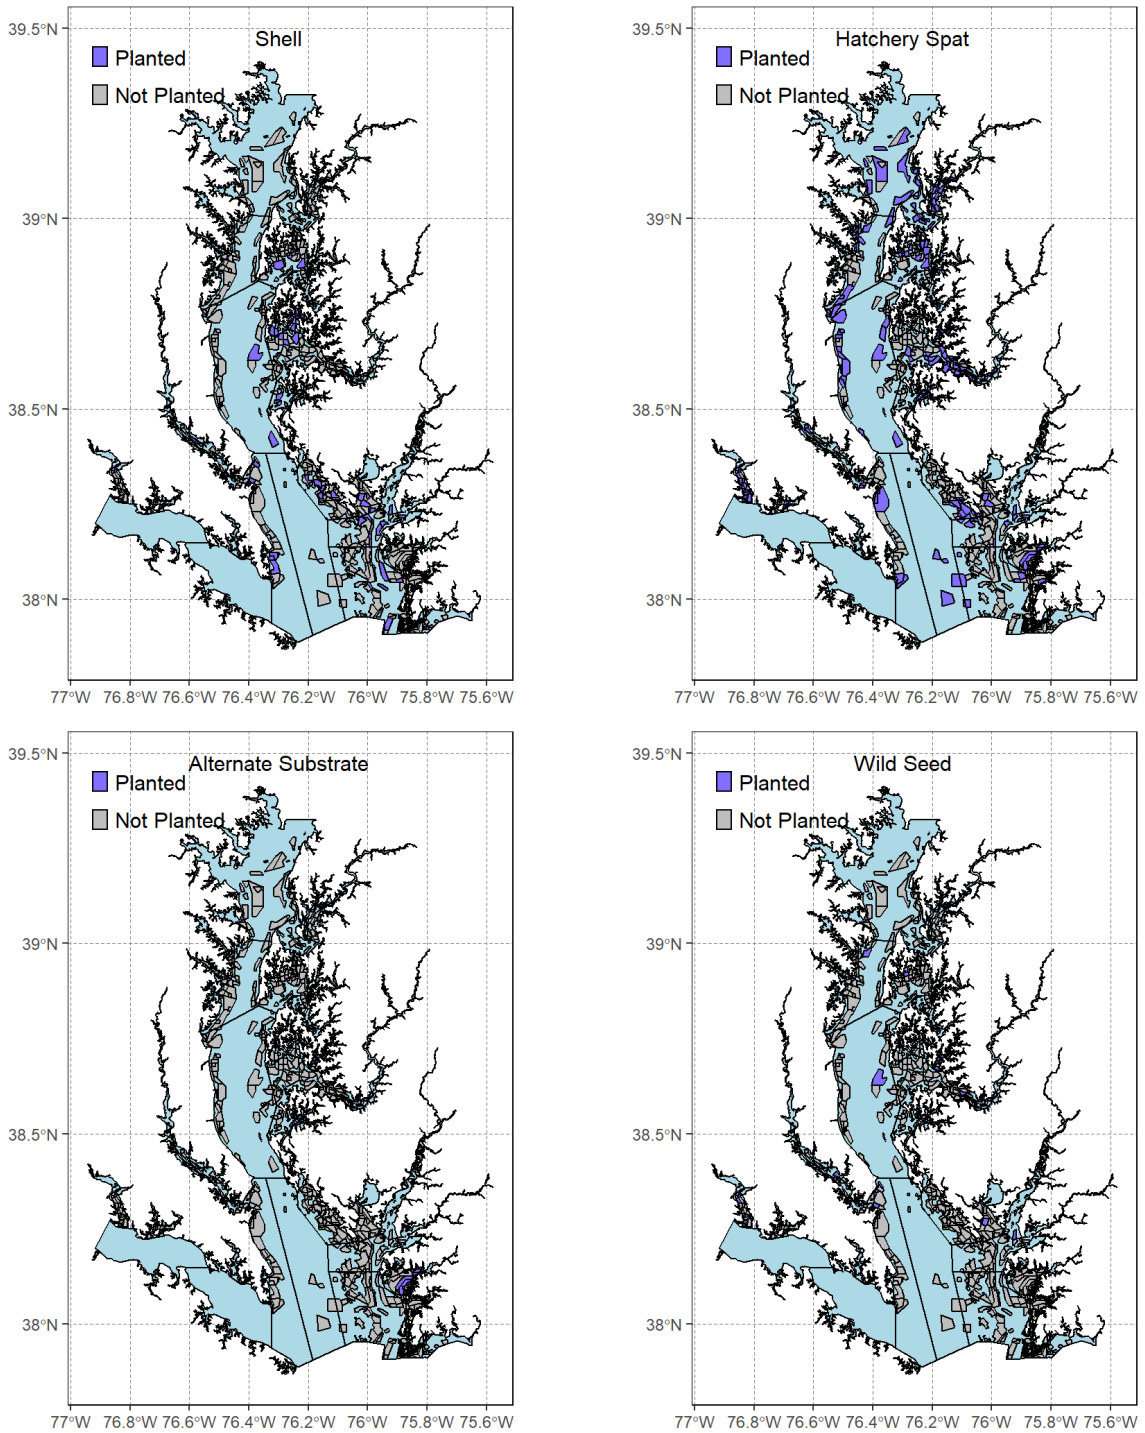 Shell
Planted
Not Planted
39.5°N
39°N
38.5°N
38°N
77°W 76.8°W 76.6°W 76.4°W 76.2°W 76°W 75.8°W 75.6°W
Hatchery Spat
Planted
Not Planted
39.5°N
39°N
38.5°N
38°N
77°W 76.8°W 76.6°W 76.4°W 76.2°W 76°W 75.8°W 75.6°W
Alternate Substrate
Planted
Not Planted
39.5°N
39°N
38.5°N
38°N
77°W 76.8°W 76.6°W 76.4°W 76.2°W 76°W 75.8°W 75.6°W
Wild Seed
Planted
Not Planted
39.5°N
39°N
38.5°N
38°N
77°W 76.8°W 76.6°W 76.4°W 76.2°W 76°W 75.8°W 75.6°W